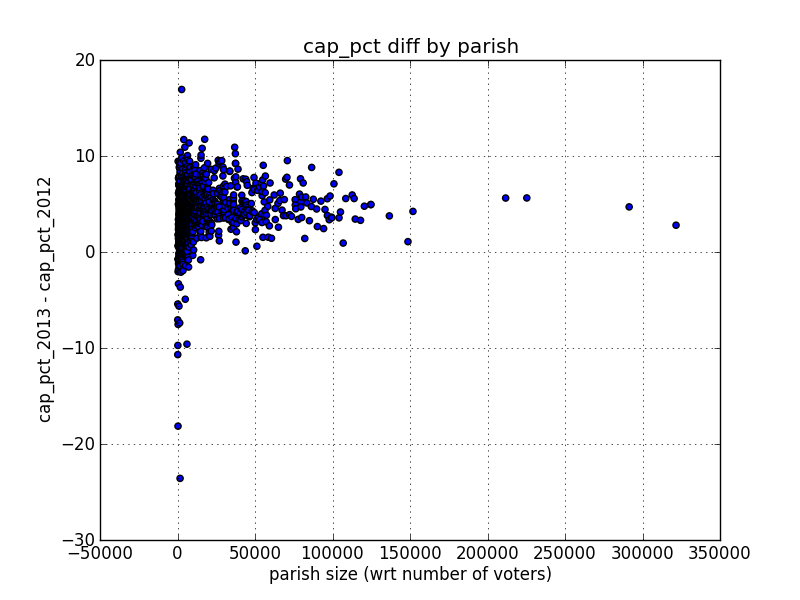 cap_pct diff by parish
20
10
0
−10
−20
−30
cap_pct_2013 - cap_pct_2012
−50000 0 50000 100000 150000 200000 250000 300000 350000
parish size (wrt number of voters)